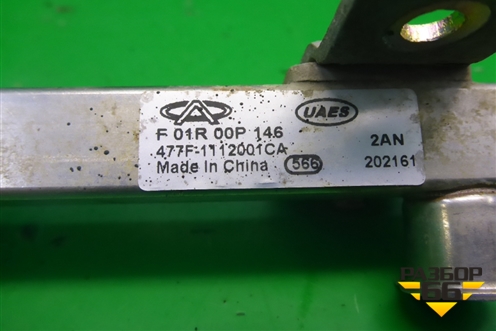 UAES
F 01R 00P 146
477F-1112001CA 2AN
Made in China 566 202161
РАЗБОР
66